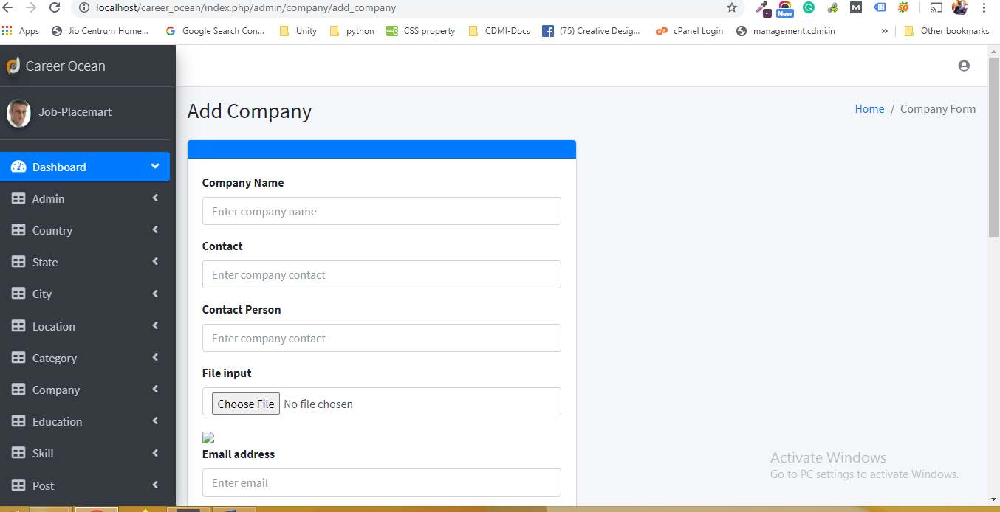 localhost/career_ocean/index.php/admin/company/add_company
New
Apps Jio Centrum Home... Google Search Con... Unity python CSS property CDMI-Docs (75) Creative Desig... cPanel Login management.cdmi.in » Other bookmarks
Career Ocean
Job-Placemart
Dashboard
Admin
Country
State
City
Location
Category
Company
Education
Skill
Post
Add Company
Home / Company Form
Company Name
Enter company name
Contact
Enter company contact
Contact Person
Enter company contact
File input
Choose File No file chosen
Email address
Enter email
Activate Windows
Go to PC settings to activate Windows.